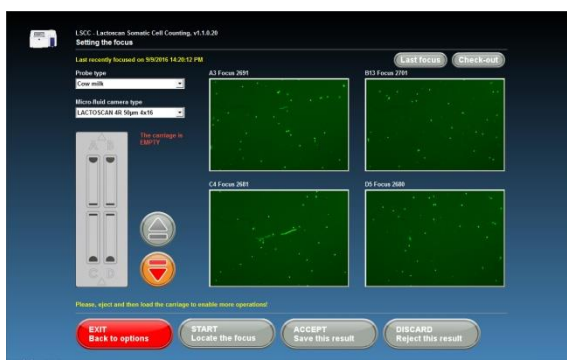 LSCC - Lactoscan Somatic Cell Counting, v1.1.0.20
Setting the focus
Last recently focused on 9/9/2016 14:20:12 PM
Last focus
Check-out
Probe type
Cow milk
Micro-fluid camera type
LACTOSCAN 4R 50µm 4x16
The carriage is
EMPTY
A B
C D
A3 Focus 2691
B13 Focus 2701
C4 Focus 2681
D5 Focus 2680
Please, eject and then load the carriage to enable more operations!
EXIT
Back to options
START
Locate the focus
ACCEPT
Save this result
DISCARD
Reject this result